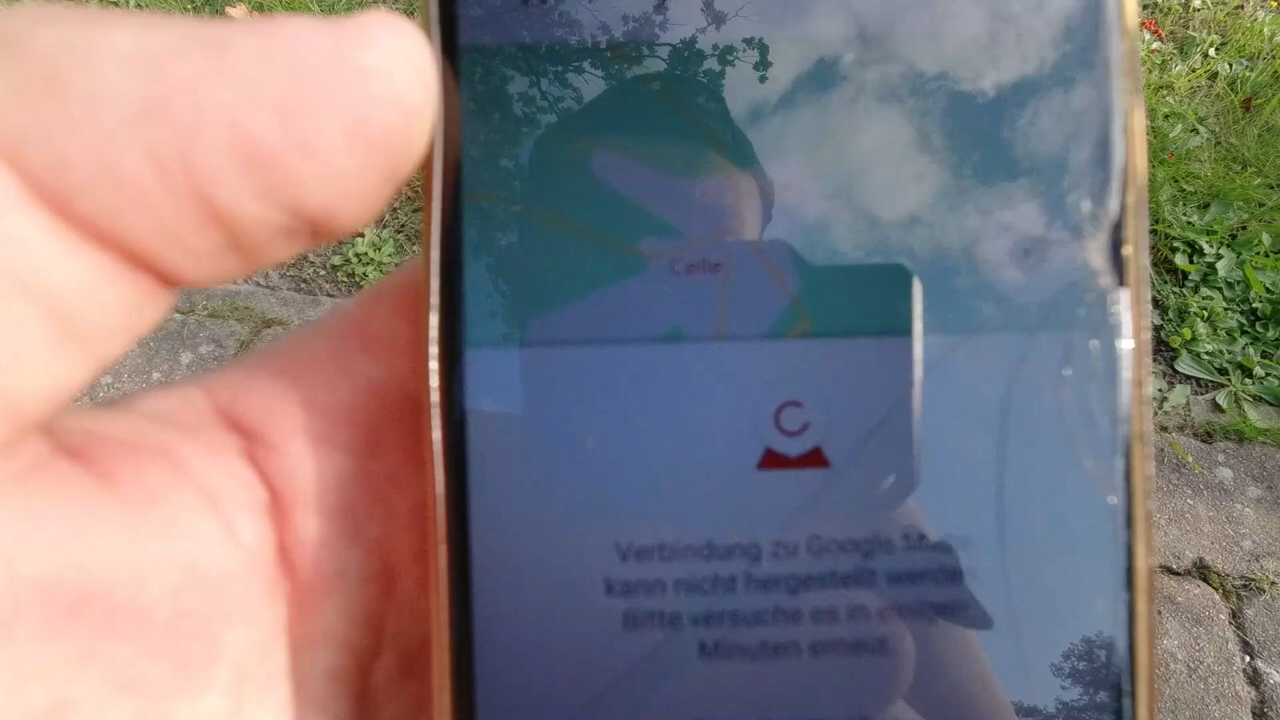 Celle
Verbindung zu Google Maps
kann nicht hergestellt werden.
Bitte versuche es in einigen
Minuten erneut.